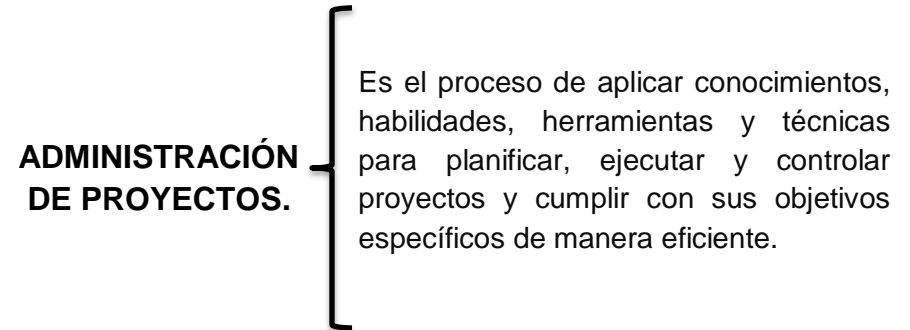 ADMINISTRACIÓN
DE PROYECTOS.
Es el proceso de aplicar conocimientos,
habilidades, herramientas y técnicas
para planificar, ejecutar y controlar
proyectos y cumplir con sus objetivos
específicos de manera eficiente.